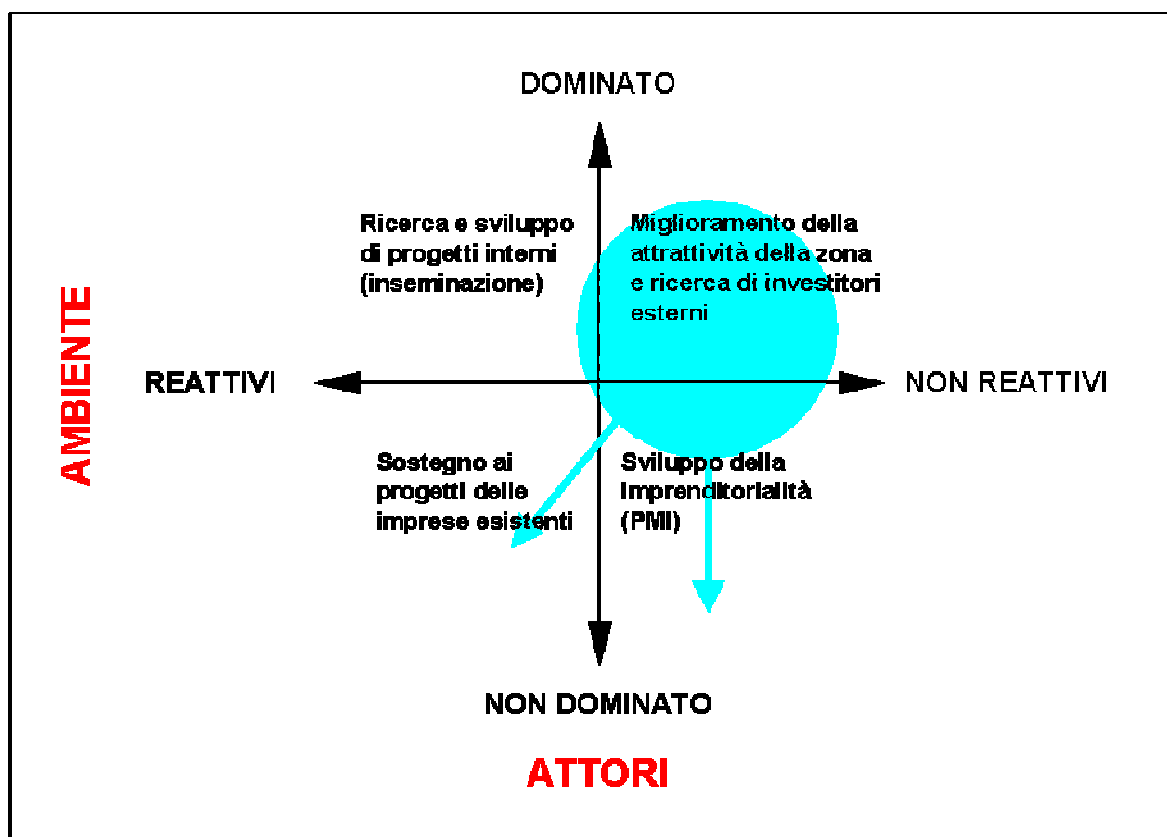 DOMINATO
Ricerca e sviluppo
di progetti interni
(inseminazione)
Miglioramento della
attrattività della zona
e ricerca di investitori
esterni
AMBIENTE
REATTIVI
NON REATTIVI
Sostegno ai
progetti delle
imprese esistenti
Sviluppo della
imprenditorialità
(PMI)
NON DOMINATO
ATTORI